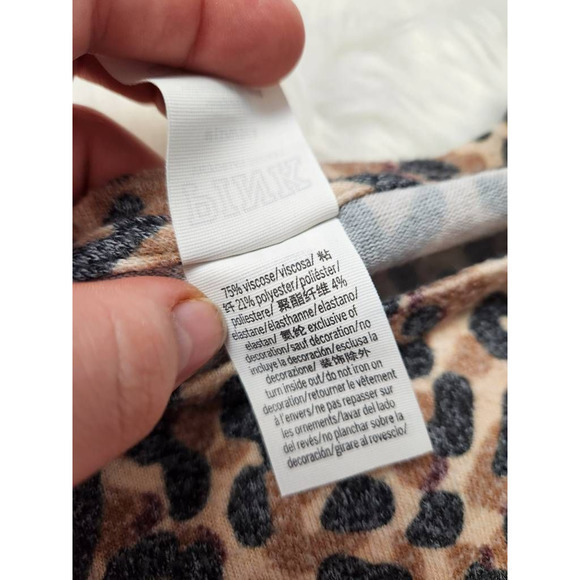 PINK
75% viscose/viscosa/ 粘
纤 21% polyester/poliéster/
poliestere/ 聚酯纤维 4%
elastane/élasthanne/elastano/
elastan/ 氨纶 exclusive of
decoration/sauf décoration/no
incluye la decoración/esclusa la
decorazione/ 装饰除外
turn inside out/do not iron on
decoration/retourner le vêtement
à l'envers/ne pas repasser sur
les ornements/lavar del lado
del revés/no planchar sobre la
decoración/girare al rovescio/